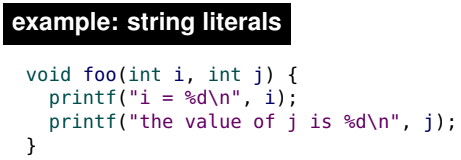 example: string literals
void foo(int i, int j) {
  printf("i = %d\n", i);
  printf("the value of j is %d\n", j);
}